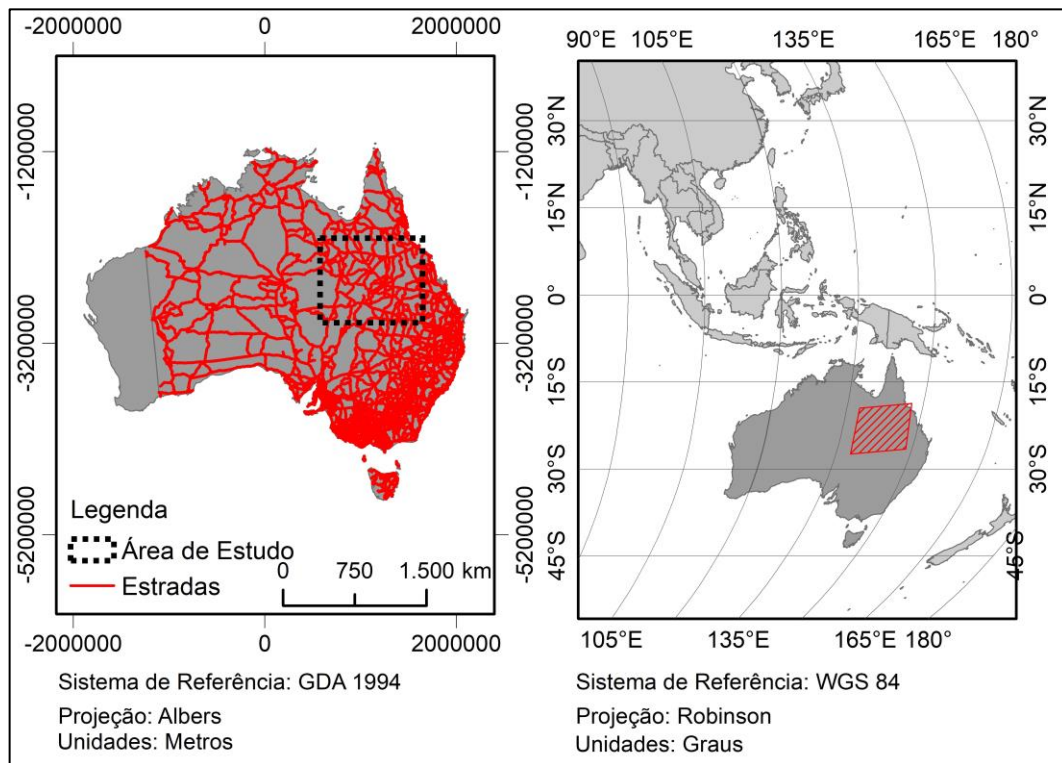 -2000000 0 2000000
-1200000
-3200000
-5200000
-1200000
-3200000
-5200000
Legenda
Área de Estudo
Estradas
0 750 1.500 km
-2000000 0 2000000
Sistema de Referência: GDA 1994
Projeção: Albers
Unidades: Metros
90°E 105°E 135°E 165°E 180°
30°N
15°N
0°
15°S
30°S
45°S
30°N
15°N
0°
15°S
30°S
45°S
105°E 135°E 165°E 180°
Sistema de Referência: WGS 84
Projeção: Robinson
Unidades: Graus